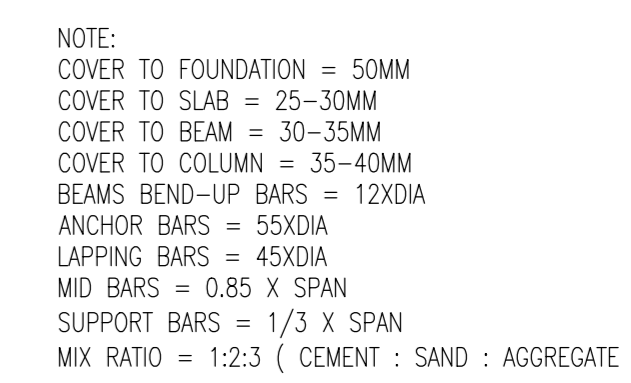 NOTE:
COVER TO FOUNDATION = 50MM
COVER TO SLAB = 25-30MM
COVER TO BEAM = 30-35MM
COVER TO COLUMN = 35-40MM
BEAMS BEND-UP BARS = 12XDIA
ANCHOR BARS = 55XDIA
LAPPING BARS = 45XDIA
MID BARS = 0.85 X SPAN
SUPPORT BARS = 1/3 X SPAN
MIX RATIO = 1:2:3 ( CEMENT : SAND : AGGREGATE